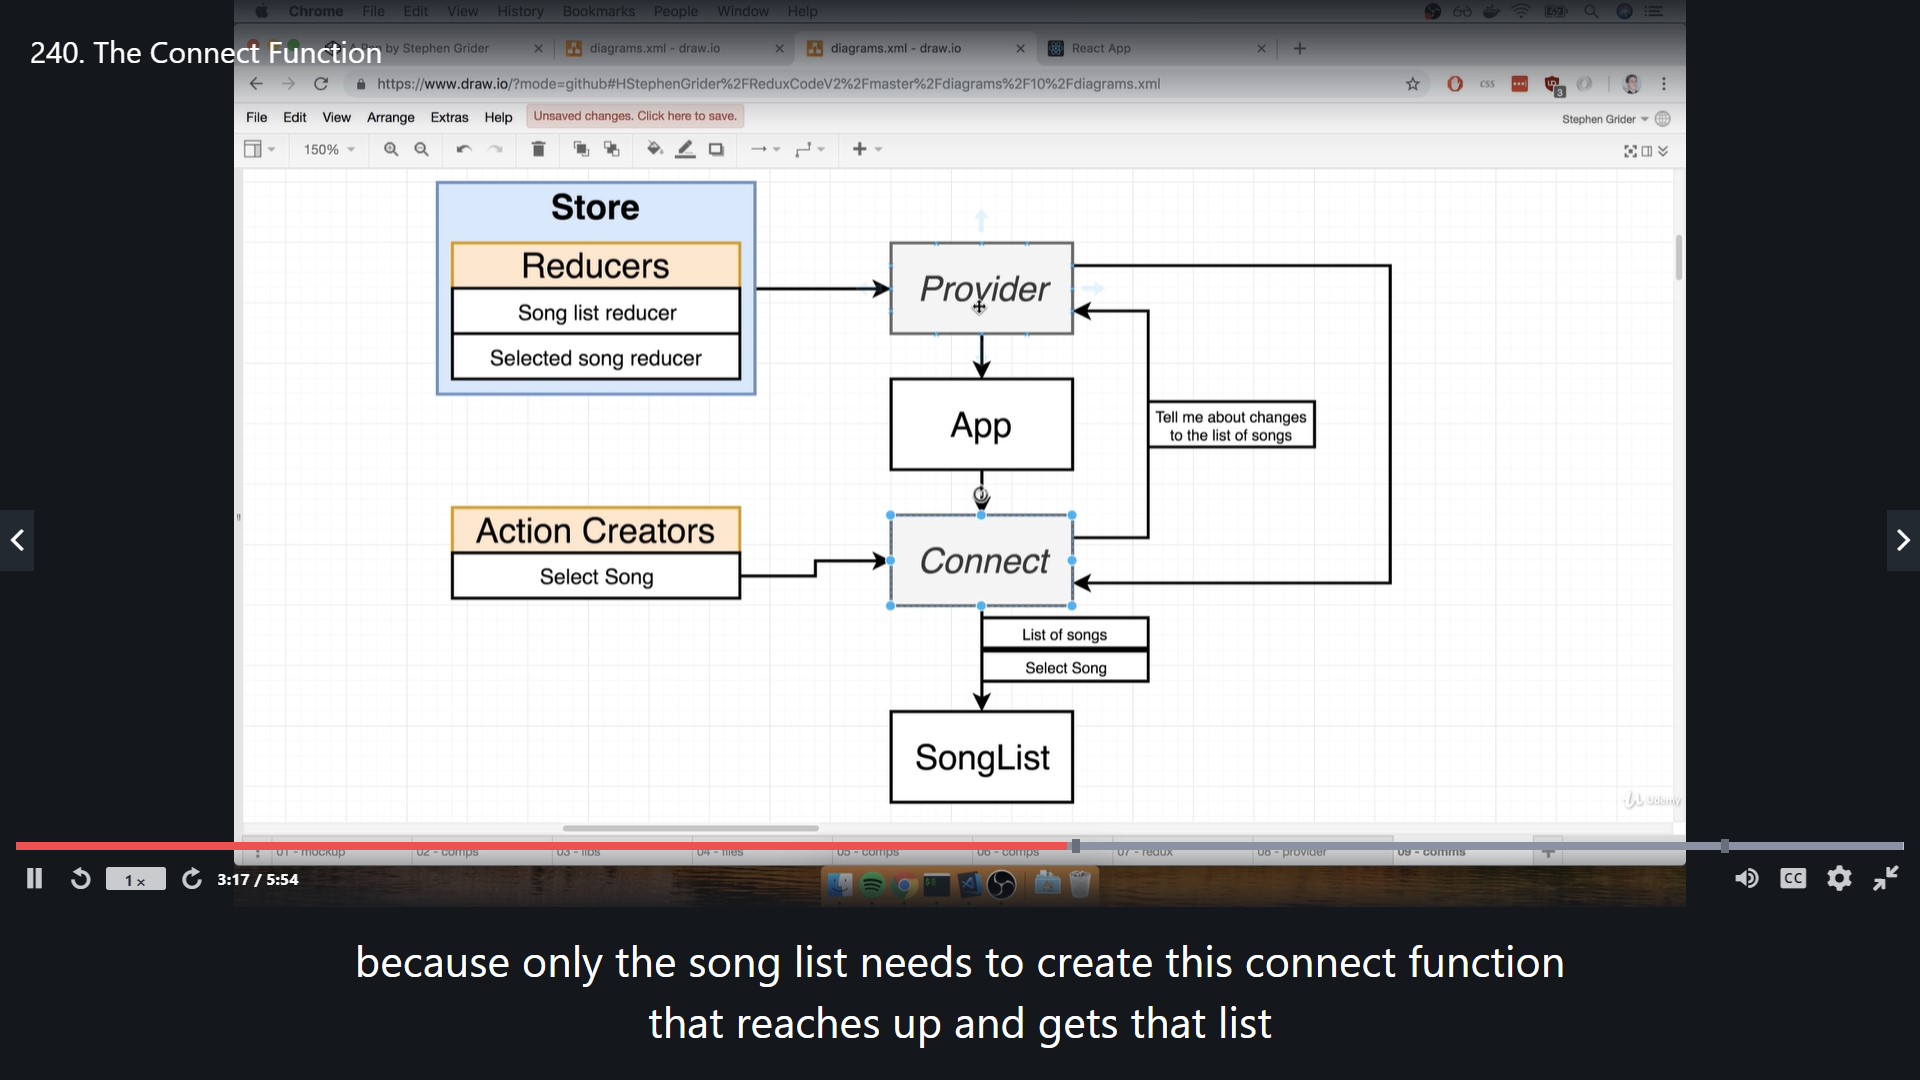 Chrome File Edit View History Bookmarks People Window Help
240. The Connect Function
by Stephen Grider
diagrams.xml - draw.io
diagrams.xml - draw.io
React App
https://www.draw.io/?mode=github#HStephenGrider%2FReduxCodeV2%2Fmaster%2Fdiagrams%2F10%2Fdiagrams.xml
css
3
File Edit View Arrange Extras Help
Unsaved changes. Click here to save.
Stephen Grider
150%
Store
Reducers
Song list reducer
Selected song reducer
Provider
App
Tell me about changes
to the list of songs
Action Creators
Select Song
Connect
List of songs
Select Song
SongList
Udemy
01 - mockup
02 - comps
03 - libs
04 - files
05 - comps
06 - comps
07 - redux
08 - provider
09 - comms
1 x
3:17 / 5:54
CC
because only the song list needs to create this connect function
that reaches up and gets that list